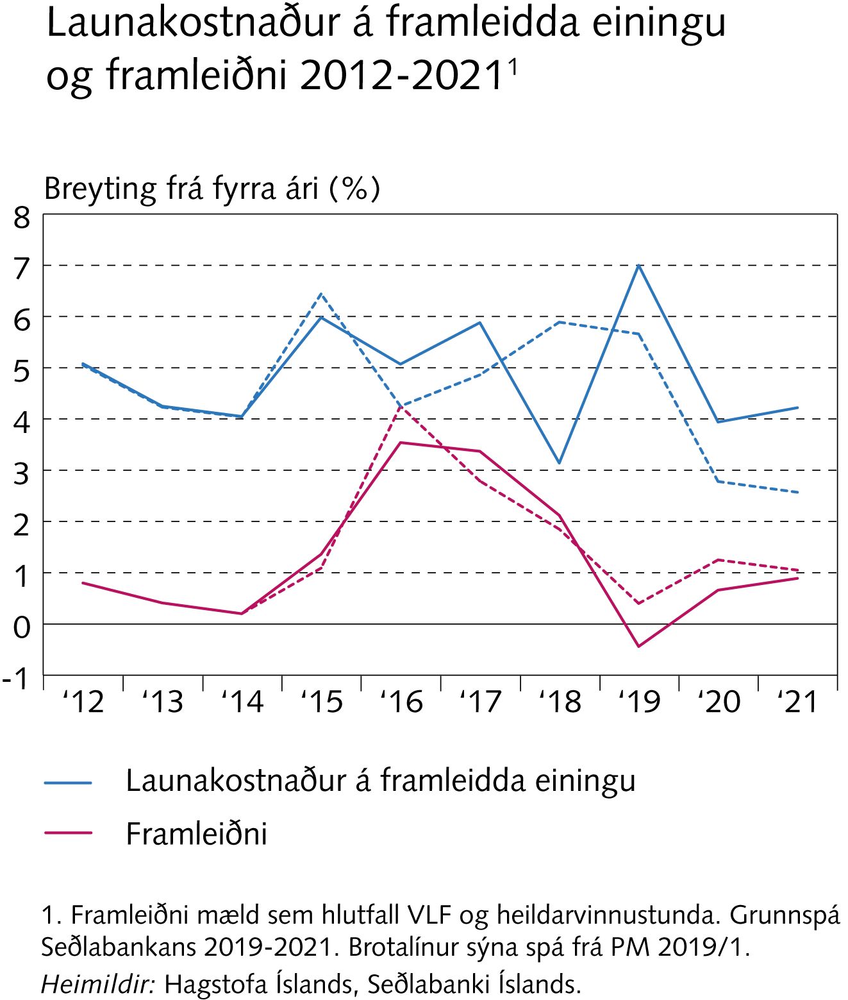 Launakostnaður á framleidda einingu
og framleiðni 2012-2021¹
Breyting frá fyrra ári (%)
8
7
6
5
4
3
2
1
0
-1
‘12 ‘13 ‘14 ‘15 ‘16 ‘17 ‘18 ‘19 ‘20 ‘21
Launakostnaður á framleidda einingu
Framleiðni
1. Framleiðni mæld sem hlutfall VLF og heildarvinnustunda. Grunnspá
Seðlabankans 2019-2021. Brotalínur sýna spá frá PM 2019/1.
Heimildir: Hagstofa Íslands, Seðlabanki Íslands.